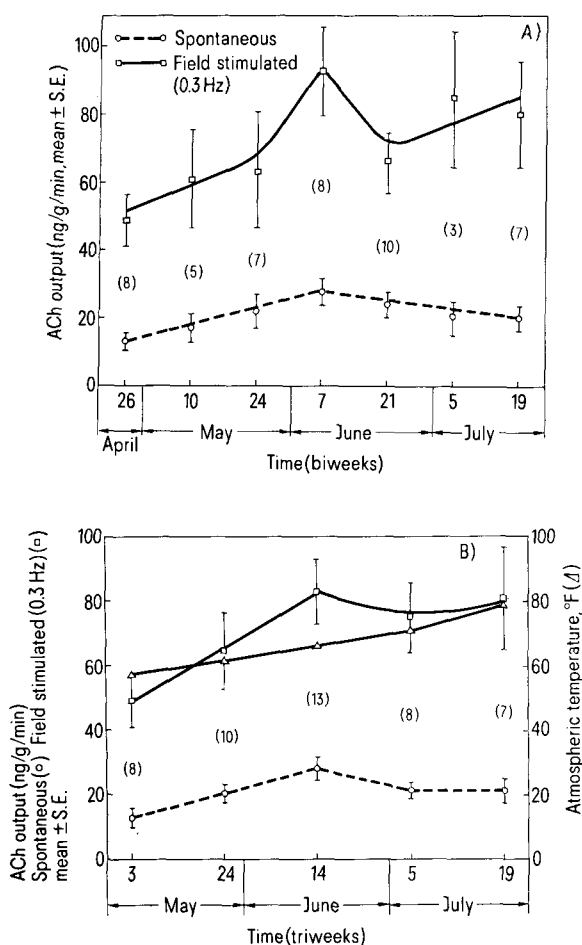 A)
Spontaneous
Field stimulated
(0.3 Hz)
ACh output (ng/g/min, mean ± S.E.)
100
80
60
40
20
0
(8)
(5)
(7)
(8)
(10)
(3)
(7)
26
10
24
7
21
5
19
April
May
June
July
Time (biweeks)
B)
ACh output (ng/g/min)
Spontaneous (o) Field stimulated (0.3 Hz) (□)
mean ± S.E.
100
80
60
40
20
0
(8)
(10)
(13)
(8)
(7)
100
80
60
40
20
0
Atmospheric temperature, °F (Δ)
3
24
14
5
19
May
June
July
Time (triweeks)